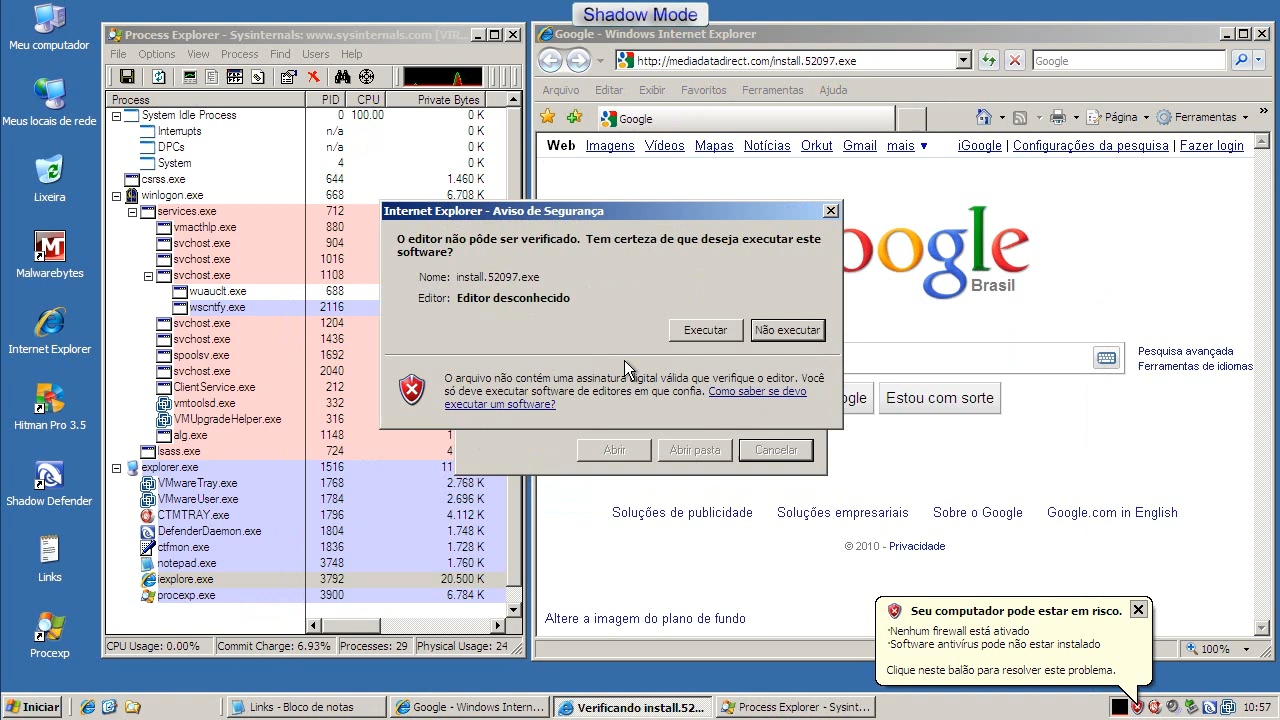 Shadow Mode
Meu computador
Meus locais de rede
Lixeira
Malwarebytes
Internet Explorer
Hitman Pro 3.5
Shadow Defender
Links
Procexp
Process Explorer - Sysinternals: www.sysinternals.com [VIR...
File Options View Process Find Users Help
Process PID CPU Private Bytes
System Idle Process 0 100.00 0 K
Interrupts n/a 0 K
DPCs n/a 0 K
System 4 0 K
csrss.exe 644 1.460 K
winlogon.exe 668 6.708 K
services.exe 712
vmacthlp.exe 880
svchost.exe 904
svchost.exe 1016
svchost.exe 1108
wuauclt.exe 688
wscntfy.exe 2116
svchost.exe 1204
svchost.exe 1436
spoolsv.exe 1692
svchost.exe 2040
ClientService.exe 212
vmtoolsd.exe 332
VMUpgradeHelper.exe 416
alg.exe 1148
lsass.exe 724
explorer.exe 1516
VMwareTray.exe 1768 2.768 K
VMwareUser.exe 1784 2.696 K
CTMTRAY.exe 1796 4.112 K
DefenderDaemon.exe 1804 1.748 K
ctfmon.exe 1836 1.728 K
notepad.exe 3748 1.760 K
iexplore.exe 3792 20.500 K
procexp.exe 3900 6.784 K
CPU Usage: 0.00% Commit Charge: 6.93% Processes: 29 Physical Usage: 24
Google - Windows Internet Explorer
http://mediadatadirect.com/install.52097.exe
Google
Arquivo Editar Exibir Favoritos Ferramentas Ajuda
Google
Página Ferramentas
Web Imagens Vídeos Mapas Notícias Orkut Gmail mais ▼ iGoogle | Configurações da pesquisa | Fazer login
Google
Brasil
Pesquisa avançada
Ferramentas de idiomas
ogle
Estou com sorte
Soluções de publicidade Soluções empresariais Sobre o Google Google.com in English
© 2010 - Privacidade
Altere a imagem do plano de fundo
100%
Internet Explorer - Aviso de Segurança
O editor não pôde ser verificado. Tem certeza de que deseja executar este
software?
Nome: install.52097.exe
Editor: Editor desconhecido
Executar Não executar
O arquivo não contém uma assinatura digital válida que verifique o editor. Você
só deve executar software de editores em que confia. Como saber se devo
executar um software?
Abrir Abrir pasta Cancelar
Seu computador pode estar em risco.
·Nenhum firewall está ativado
·Software antivírus pode não estar instalado
Clique neste balão para resolver este problema.
Iniciar
Links - Bloco de notas
Google - Windows Internet...
Verificando install.52...
Process Explorer - Sysint...
10:57